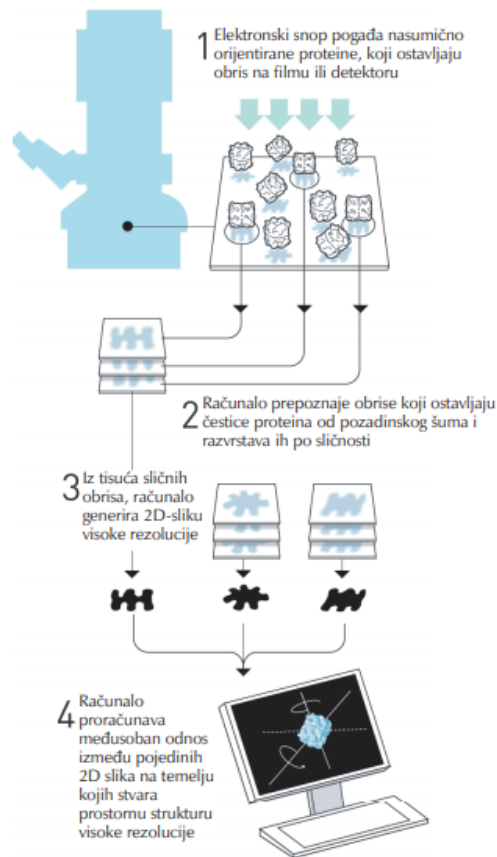 1 Elektronski snop pogađa nasumično
orijentirane proteine, koji ostavljaju
obris na filmu ili detektoru
2 Računalo prepoznaje obrise koji ostavljaju
čestice proteina od pozadinskog šuma i
razvrstava ih po sličnosti
3 Iz tisuća sličnih
obrisa, računalo
generira 2D-sliku
visoke rezolucije
4 Računalo
proračunava
međusoban odnos
između pojedinih
2D slika na temelju
kojih stvara
prostornu strukturu
visoke rezolucije